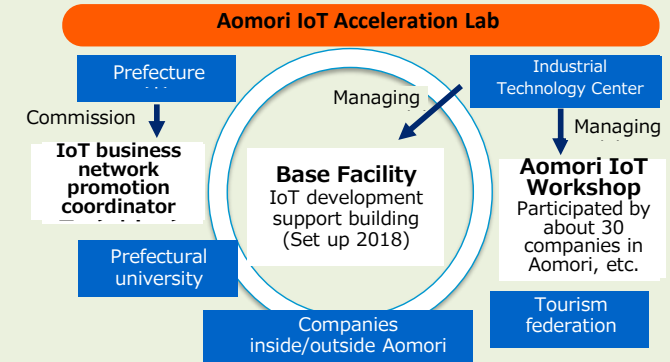 Aomori IoT Acceleration Lab
Prefecture
Commission
IoT business
network
promotion
coordinator
Prefectural
university
Managing
Base Facility
IoT development
support building
(Set up 2018)
Companies
inside/outside Aomori
Industrial
Technology Center
Managing
Aomori IoT
Workshop
Participated by
about 30
companies in
Aomori, etc.
Tourism
federation